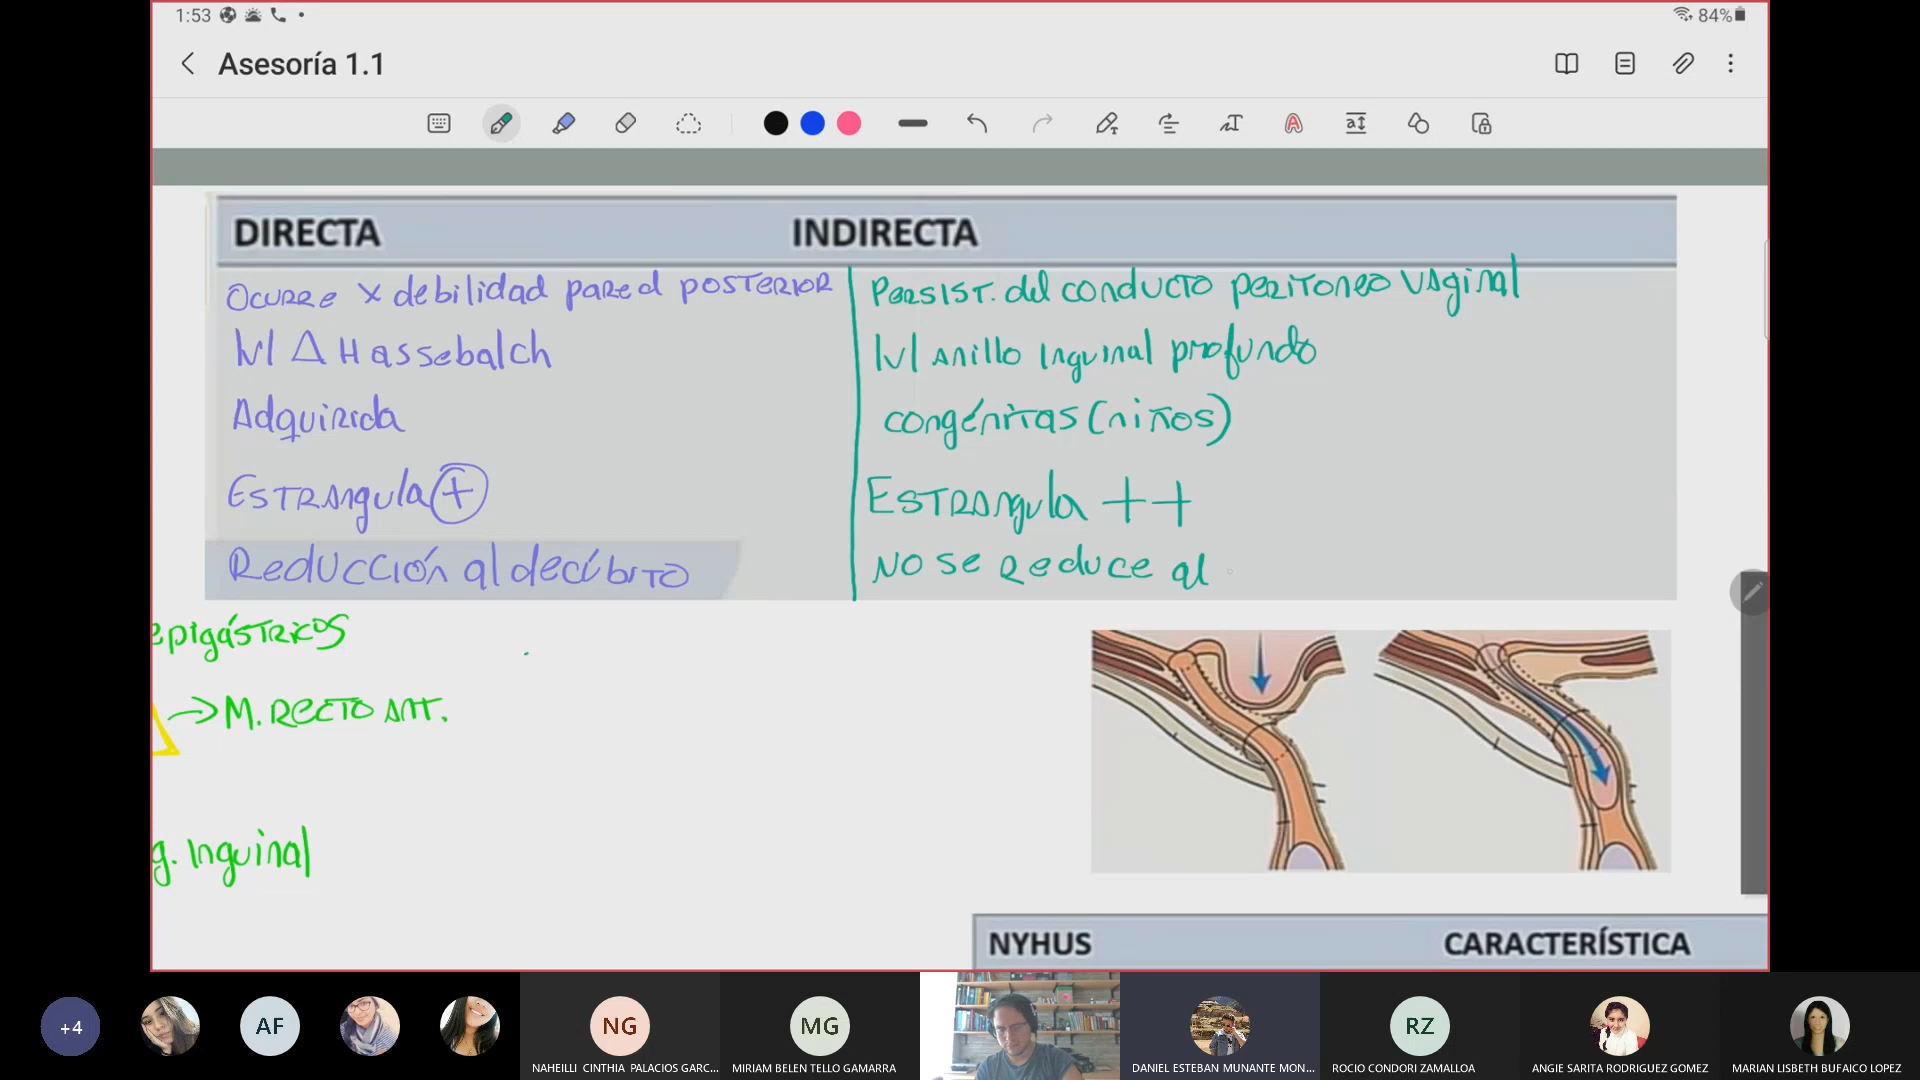 1:53
84%
Asesoría 1.1
DIRECTA INDIRECTA
Ocurre x debilidad pared posterior
Persist. del conducto peritoneo vaginal
lvl Δ Hassebalch
lvl anillo inguinal profundo
Adquirida
congénitas (niños)
Estrangula +
Estrangula ++
Reducción al decúbito
No se reduce al
epigástricos
→ M. Recto ant.
g. Inguinal
NYHUS CARACTERÍSTICA
+4
AF
NG
MG
RZ
NAHEILLI CINTHIA PALACIOS GARC...
MIRIAM BELEN TELLO GAMARRA
DANIEL ESTEBAN MUNANTE MON...
ROCIO CONDORI ZAMALLOA
ANGIE SARITA RODRIGUEZ GOMEZ
MARIAN LISBETH BUFAICO LOPEZ